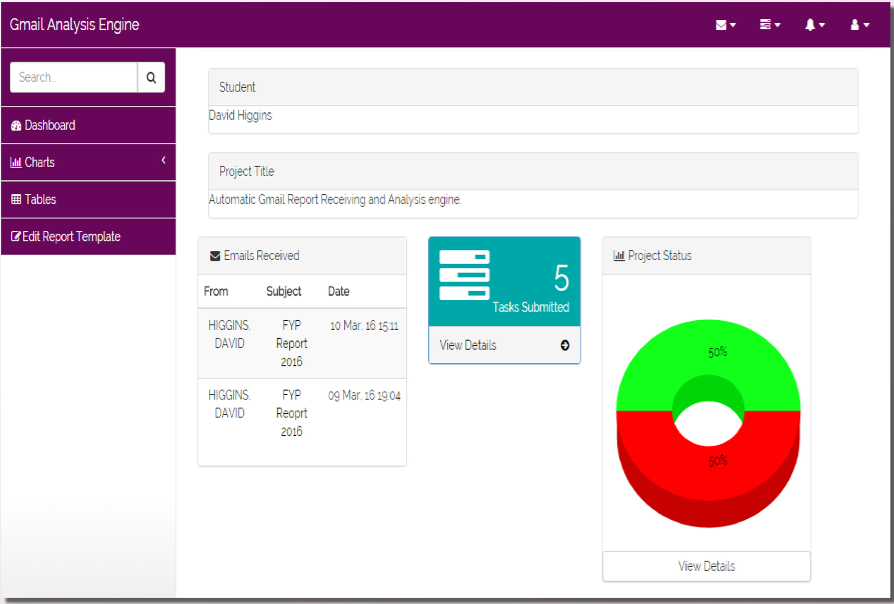 Gmail Analysis Engine
Search...
Dashboard
Charts
Tables
Edit Report Template
Student
David Higgins
Project Title
Automatic Gmail Report Receiving and Analysis engine.
Emails Received
From Subject Date
HIGGINS, DAVID FYP Report 2016 10 Mar, 16 15:11
HIGGINS, DAVID FYP Reoprt 2016 09 Mar, 16 19:04
5
Tasks Submitted
View Details
Project Status
50%
50%
View Details